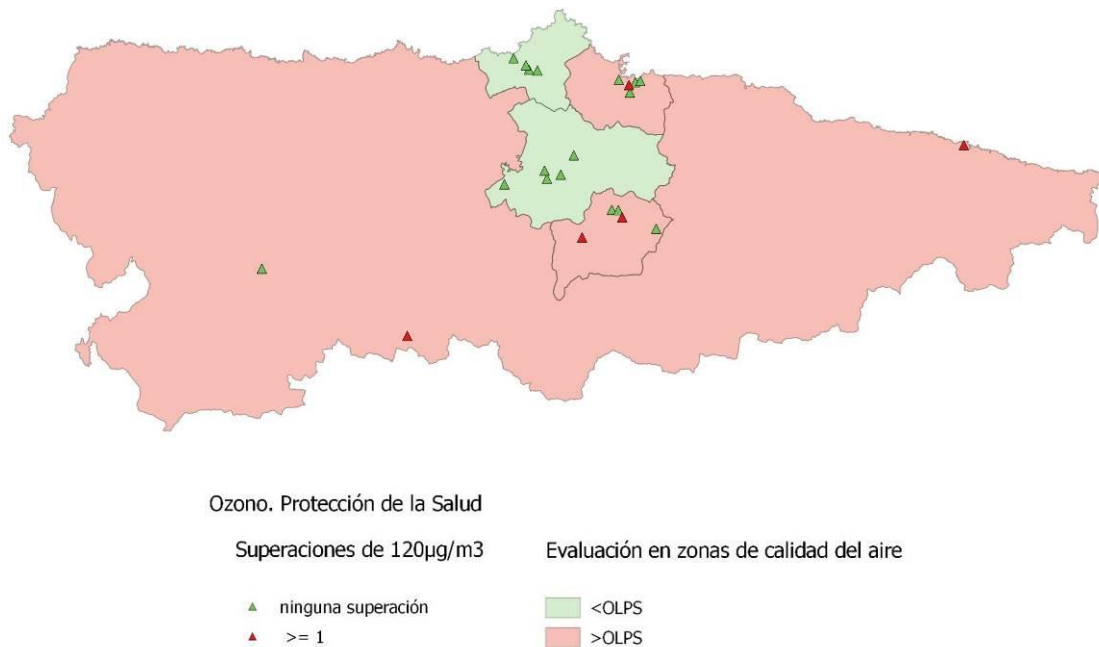 Ozono. Protección de la Salud
Superaciones de 120µg/m3
Evaluación en zonas de calidad del aire
ninguna superación
<OLPS
>= 1
>OLPS